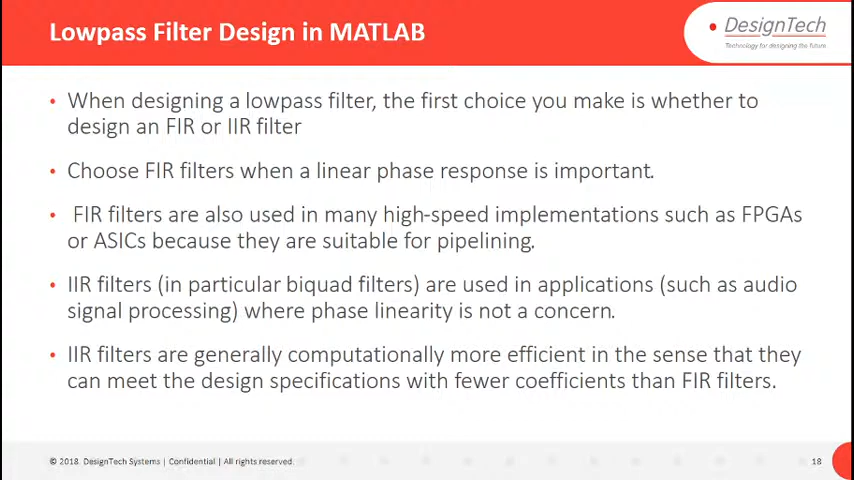 Lowpass Filter Design in MATLAB
DesignTech
Technology for designing the future
• When designing a lowpass filter, the first choice you make is whether to
design an FIR or IIR filter
• Choose FIR filters when a linear phase response is important.
• FIR filters are also used in many high-speed implementations such as FPGAs
or ASICs because they are suitable for pipelining.
• IIR filters (in particular biquad filters) are used in applications (such as audio
signal processing) where phase linearity is not a concern.
• IIR filters are generally computationally more efficient in the sense that they
can meet the design specifications with fewer coefficients than FIR filters.
© 2018. DesignTech Systems | Confidential | All rights reserved.
18